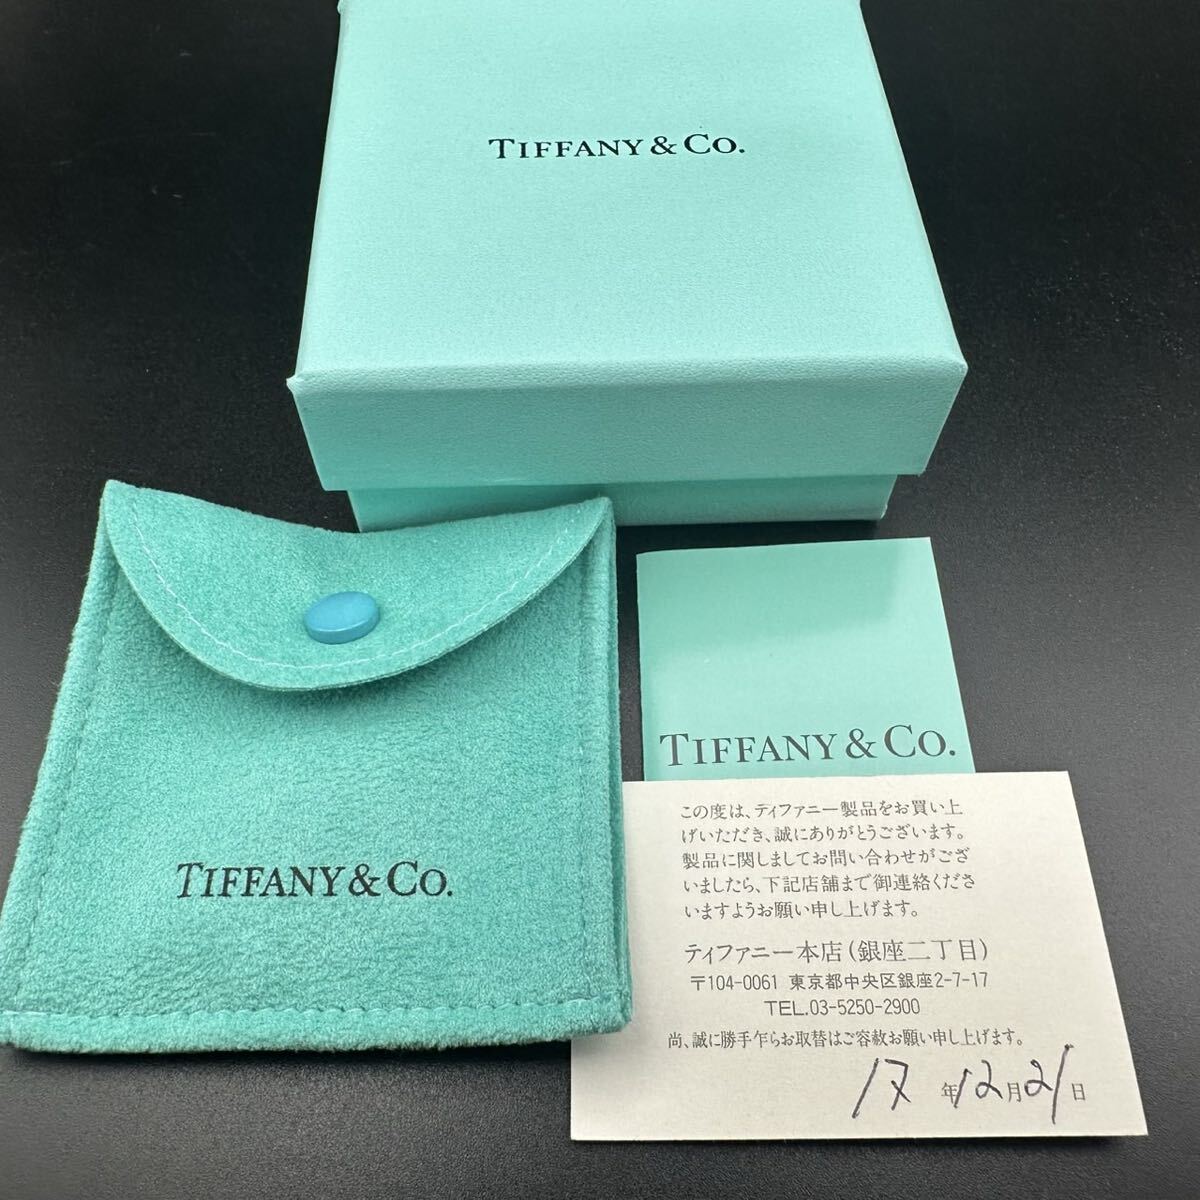 TIFFANY & CO.
TIFFANY & CO.
TIFFANY & CO.
この度は、ティファニー製品をお買い上
げいただき、誠にありがとうございます。
製品に関しましてお問い合わせがござ
いましたら、下記店舗まで御連絡くださ
いますようお願い申し上げます。
ティファニー本店(銀座二丁目)
〒104-0061 東京都中央区銀座2-7-17
TEL.03-5250-2900
尚、誠に勝手乍らお取替はご容赦お願い申し上げます。
17年12月21日